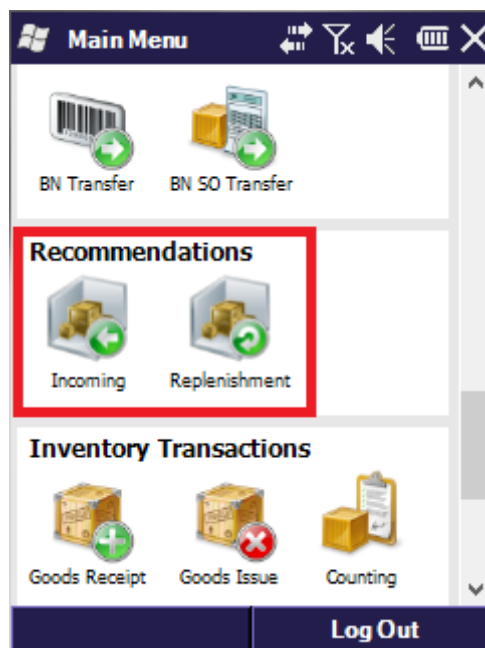 Main Menu
BN Transfer BN SO Transfer
Recommendations
Incoming Replenishment
Inventory Transactions
Goods Receipt Goods Issue Counting
Log Out